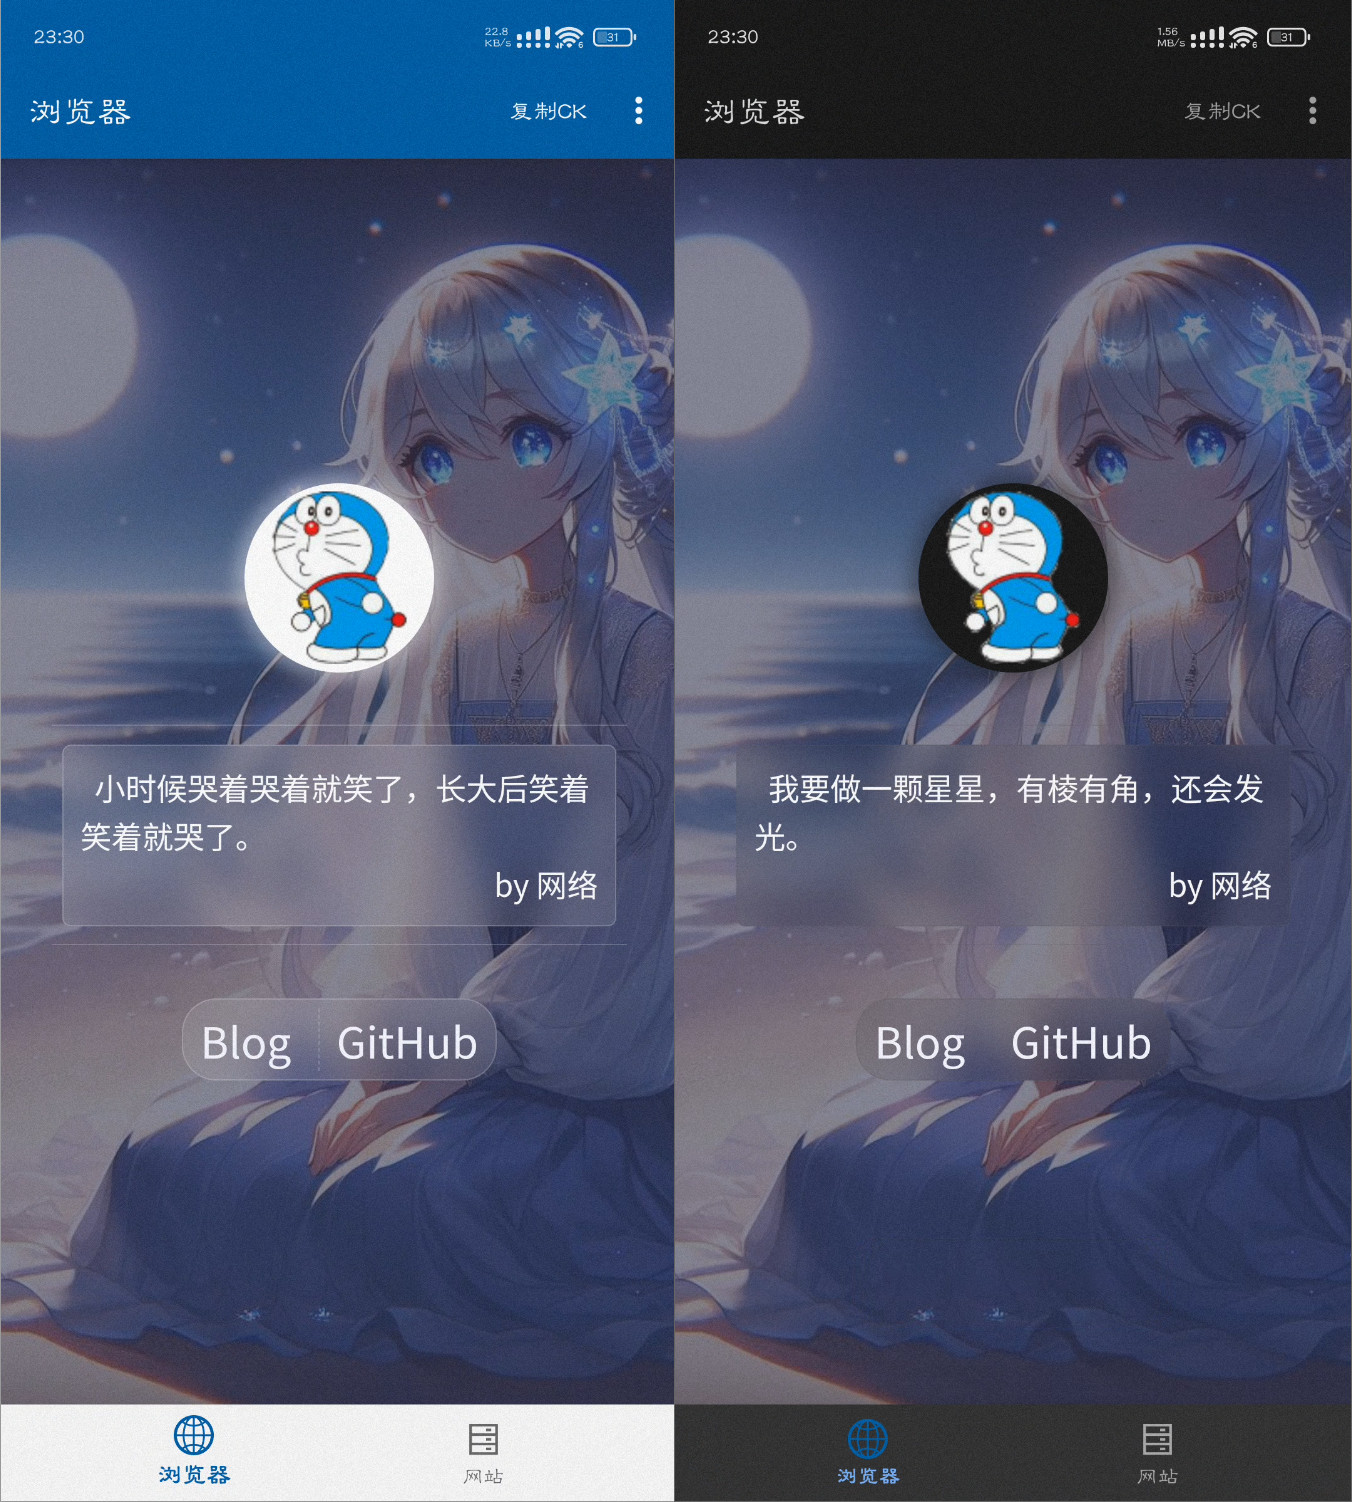 23:30
22.8
KB/s
6
31
浏览器
复制CK
小时候哭着哭着就笑了，长大后笑着
笑着就哭了。
by 网络
Blog
GitHub
浏览器
网站
23:30
1.56
MB/s
6
31
浏览器
复制CK
我要做一颗星星，有棱有角，还会发
光。
by 网络
Blog
GitHub
浏览器
网站